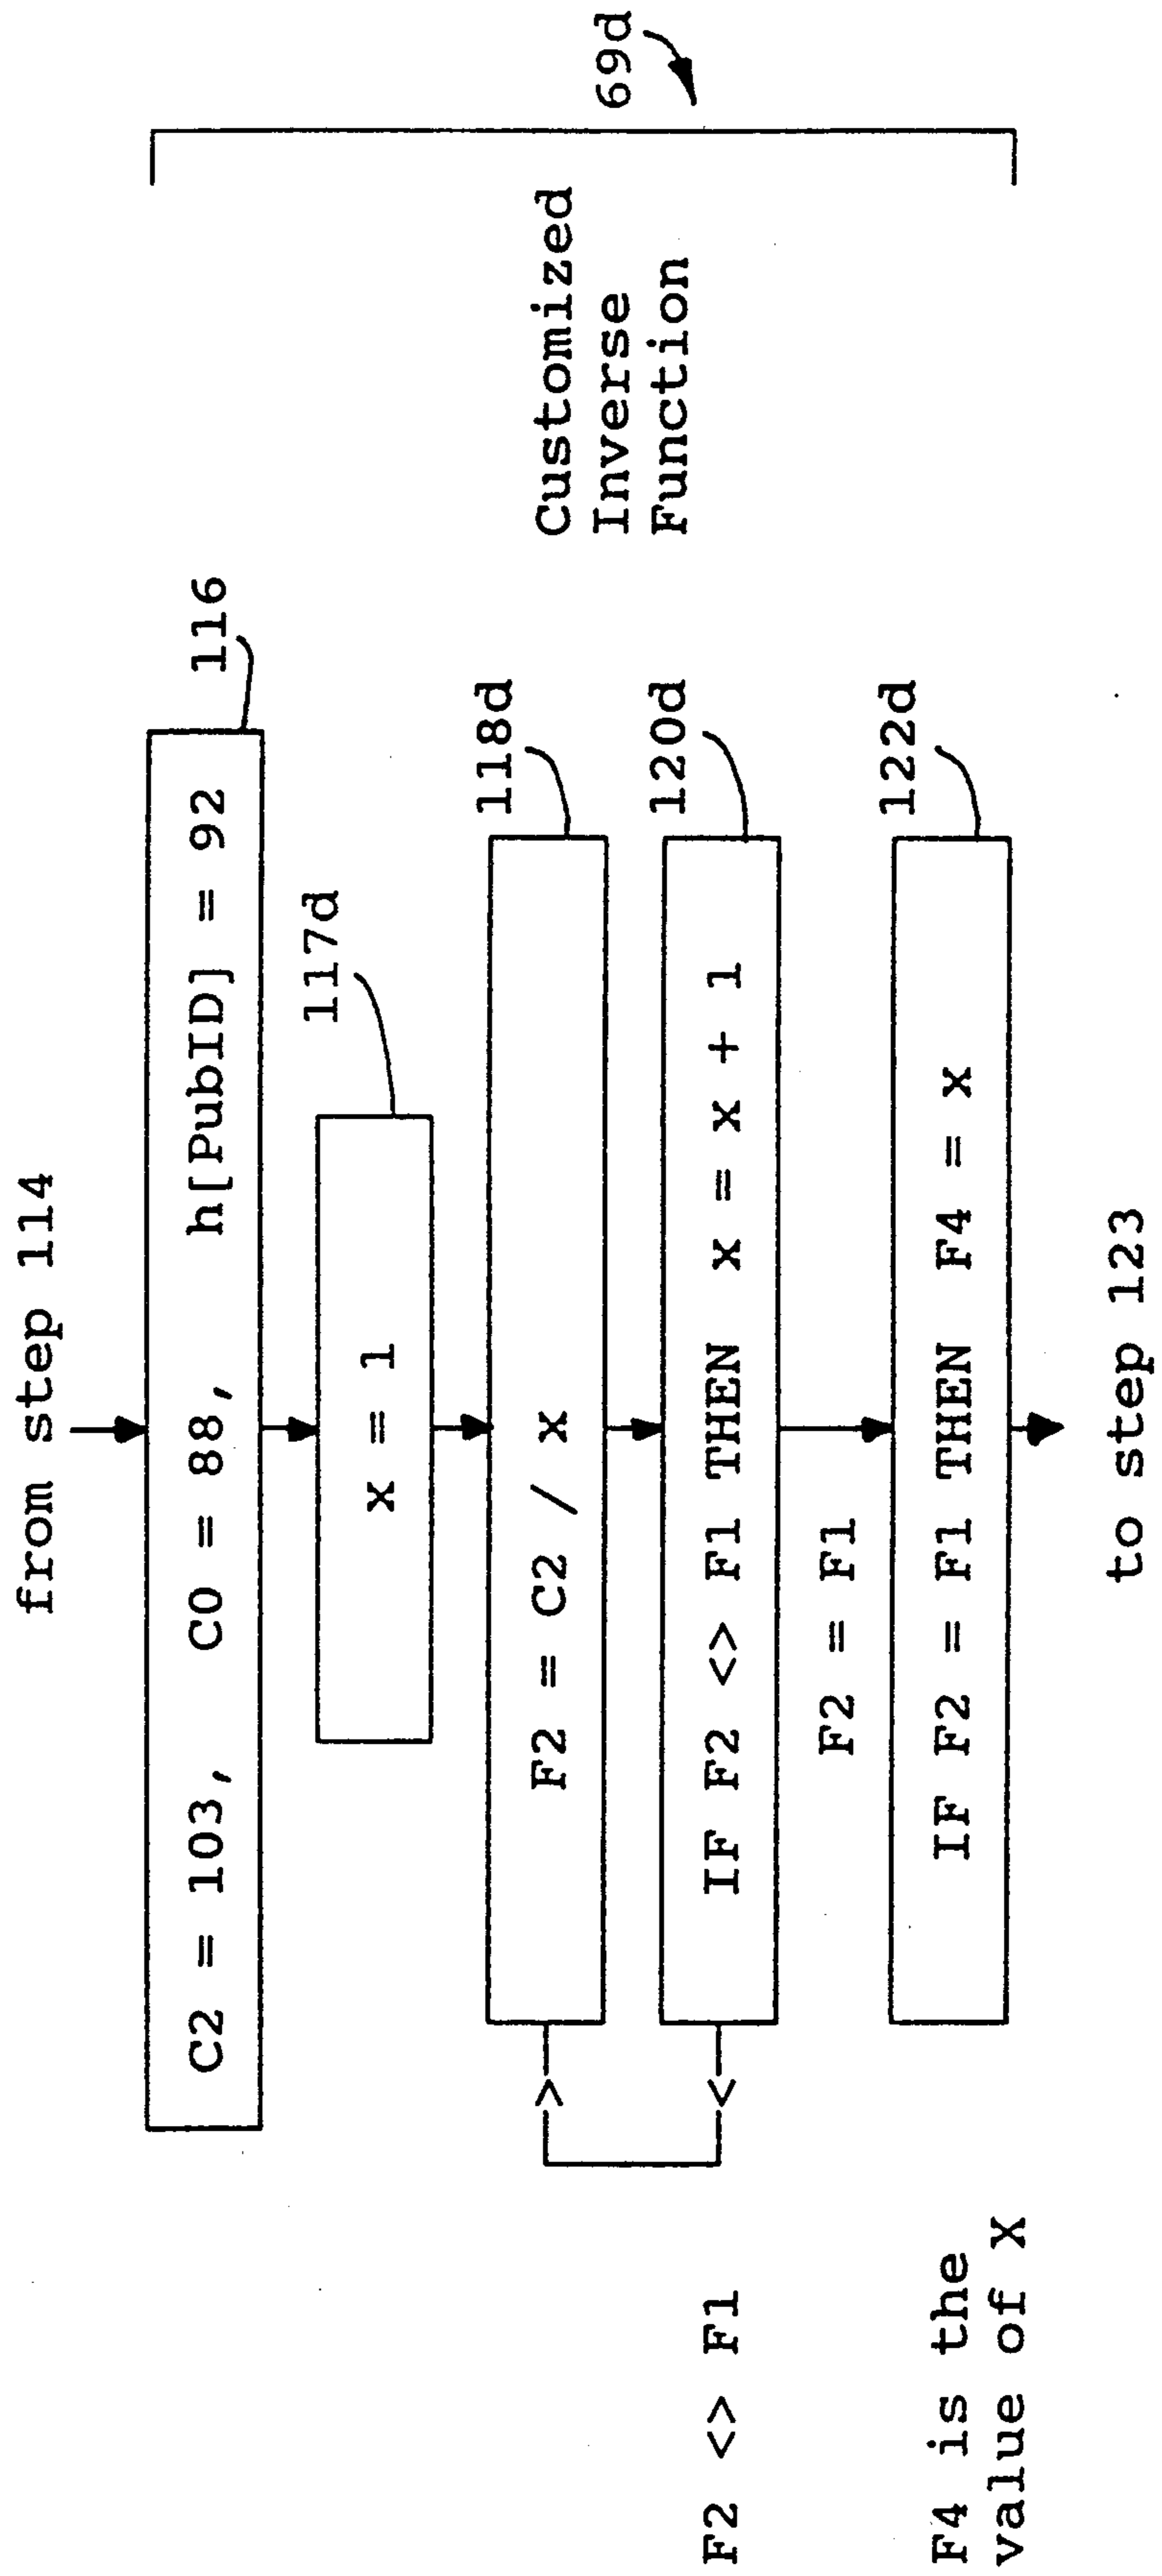 from step 114
C2 = 103, C0 = 88, h[PubID] = 92
116
x = 1
117d
F2 = C2 / x
118d
F2 <> F1
IF F2 <> F1 THEN x = x + 1
120d
F2 = F1
F4 is the
value of X
IF F2 = F1 THEN F4 = x
122d
to step 123
Customized
Inverse
Function
69d